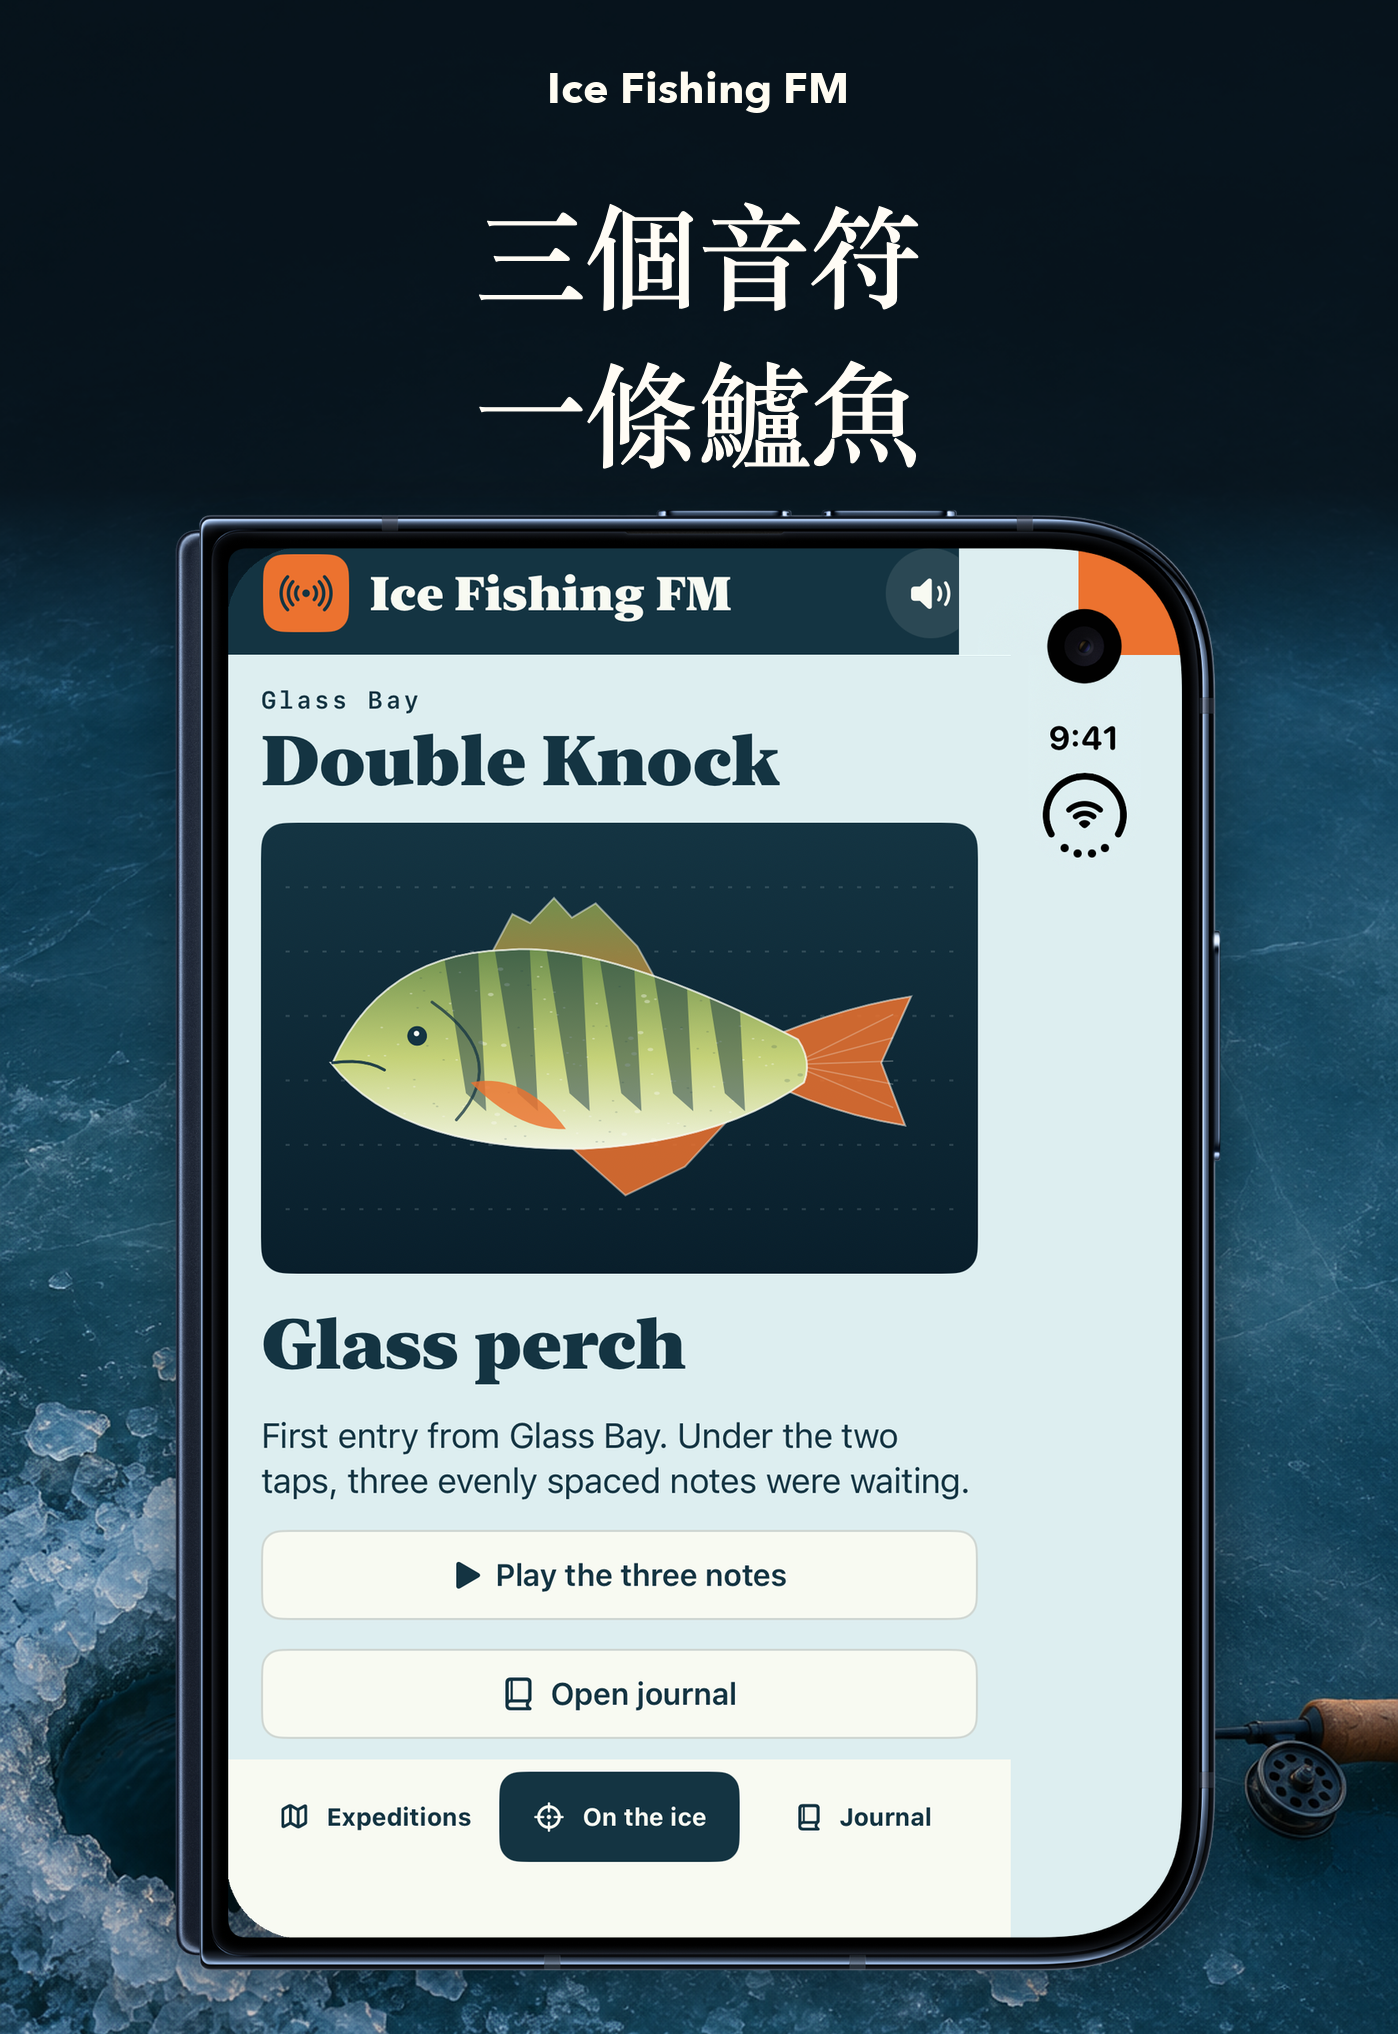 Ice Fishing FM
三個音符
一條鱸魚
Ice Fishing FM
9:41
Glass Bay
Double Knock
Glass perch
First entry from Glass Bay. Under the two
taps, three evenly spaced notes were waiting.
Play the three notes
Open journal
Expeditions
On the ice
Journal